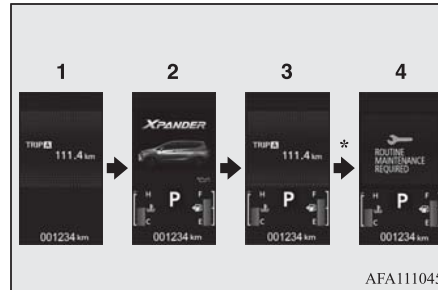 1
2
3
4
TRIP A
111.4 km
001234 km
XPANDER
H
F
P
C
E
001234 km
TRIP A
111.4 km
H
F
P
C
E
001234 km
*
ROUTINE
MAINTENANCE
REQUIRED
H
F
P
C
E
001234 km
AFA111045